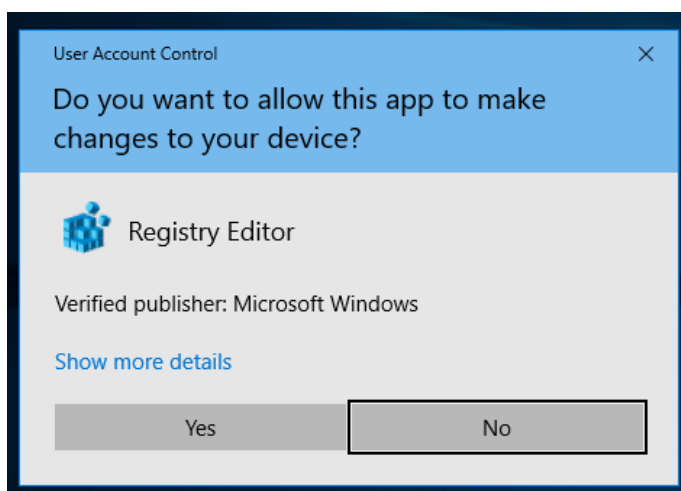 User Account Control
Do you want to allow this app to make
changes to your device?
Registry Editor
Verified publisher: Microsoft Windows
Show more details
Yes
No